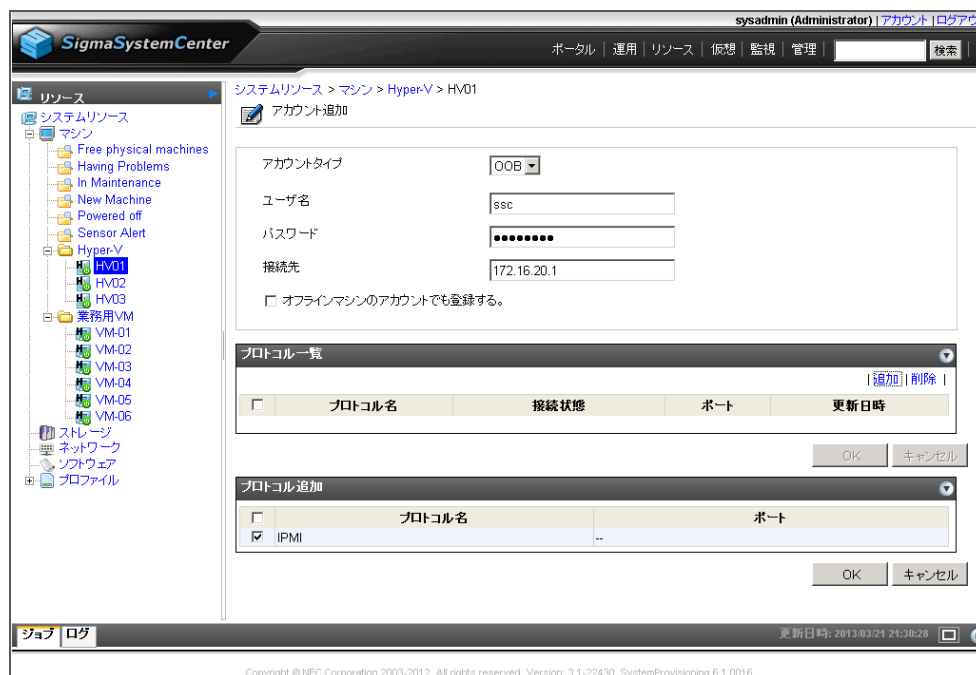 sysadmin (Administrator) | アカウント | ログアウ
SigmaSystemCenter
ポータル | 運用 | リソース | 仮想 | 監視 | 管理 | 検索 |
リソース
システムリソース
マシン
Free physical machines
Having Problems
In Maintenance
New Machine
Powered off
Sensor Alert
Hyper-V
HV01
HV02
HV03
業務用VM
VM-01
VM-02
VM-03
VM-04
VM-05
VM-06
ストレージ
ネットワーク
ソフトウェア
プロファイル
システムリソース > マシン > Hyper-V > HV01
アカウント追加
アカウントタイプ OOB
ユーザ名 ssc
パスワード ●●●●●●●●
接続先 172.16.20.1
オフラインマシンのアカウントでも登録する。
プロトコル一覧
| 追加 | 削除 |
プロトコル名 接続状態 ポート 更新日時
OK キャンセル
プロトコル追加
プロトコル名 ポート
IPMI --
OK キャンセル
ジョブ ログ 更新日時: 2013/03/21 21:30:28
Copyright © NEC Corporation 2003-2012. All rights reserved. Version: 3.1-22430, SystemProvisioning 6.1.0016